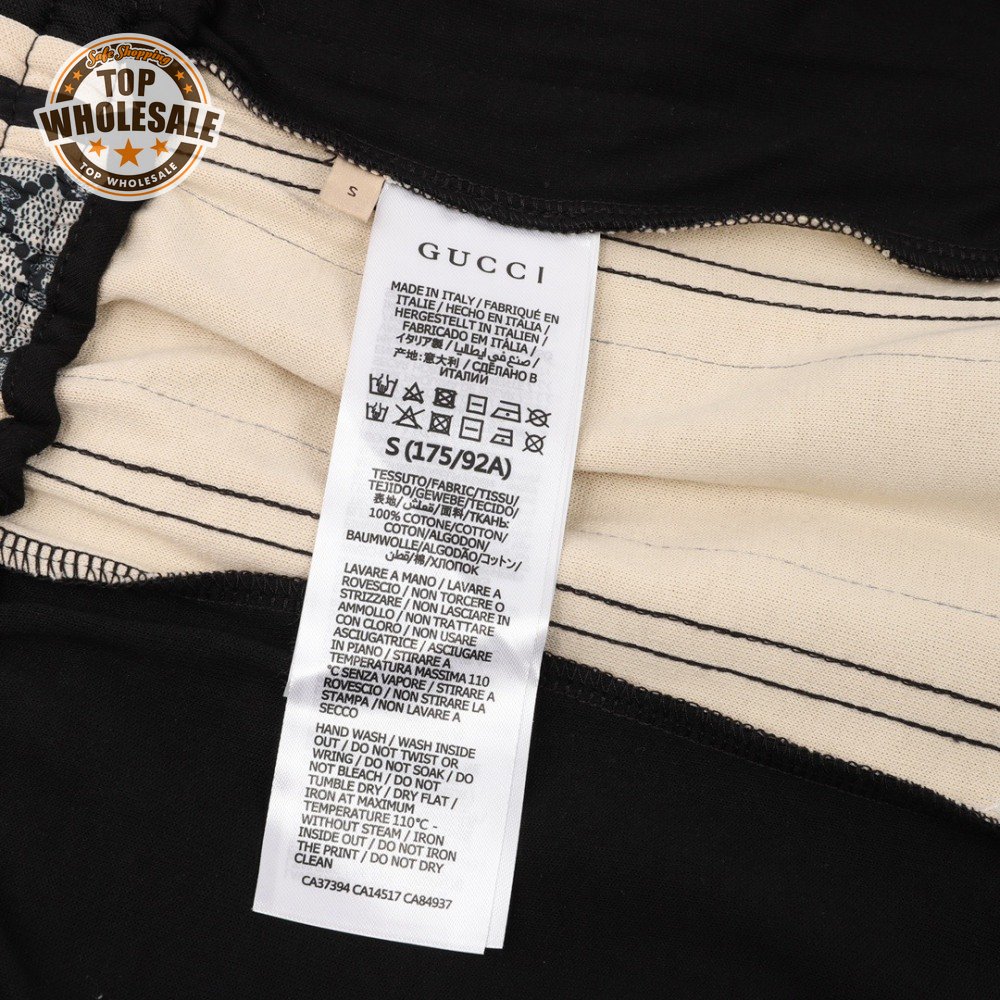 Safe Shopping
TOP
WHOLESALE
TOP WHOLESALE
S
GUCCI
MADE IN ITALY / FABRIQUÉ EN
ITALIE / HECHO EN ITALIA /
HERGESTELLT IN ITALIEN /
FABRICADO EM ITÁLIA /
イタリア製 / صنع في إيطاليا /
产地:意大利 / СДЕЛАНО В
ИТАЛИИ
S (175/92A)
TESSUTO/FABRIC/TISSU/
TEJIDO/GEWEBE/TECIDO/
表地/قماش/面料/ТКАНЬ:
100% COTONE/COTTON/
COTON/ALGODON/
BAUMWOLLE/ALGODÃO/コットン/
قطن/棉/ХЛОПОК
LAVARE A MANO / LAVARE A
ROVESCIO / NON TORCERE O
STRIZZARE / NON LASCIARE IN
AMMOLLO / NON TRATTARE
CON CLORO / NON USARE
ASCIUGATRICE / ASCIUGARE
IN PIANO / STIRARE A
TEMPERATURA MASSIMA 110
°C SENZA VAPORE / STIRARE A
ROVESCIO / NON STIRARE LA
STAMPA /NON LAVARE A
SECCO
HAND WASH / WASH INSIDE
OUT / DO NOT TWIST OR
WRING / DO NOT SOAK / DO
NOT BLEACH / DO NOT
TUMBLE DRY / DRY FLAT /
IRON AT MAXIMUM
TEMPERATURE 110°C -
WITHOUT STEAM / IRON
INSIDE OUT / DO NOT IRON
THE PRINT / DO NOT DRY
CLEAN
CA37394 CA14517 CA84937